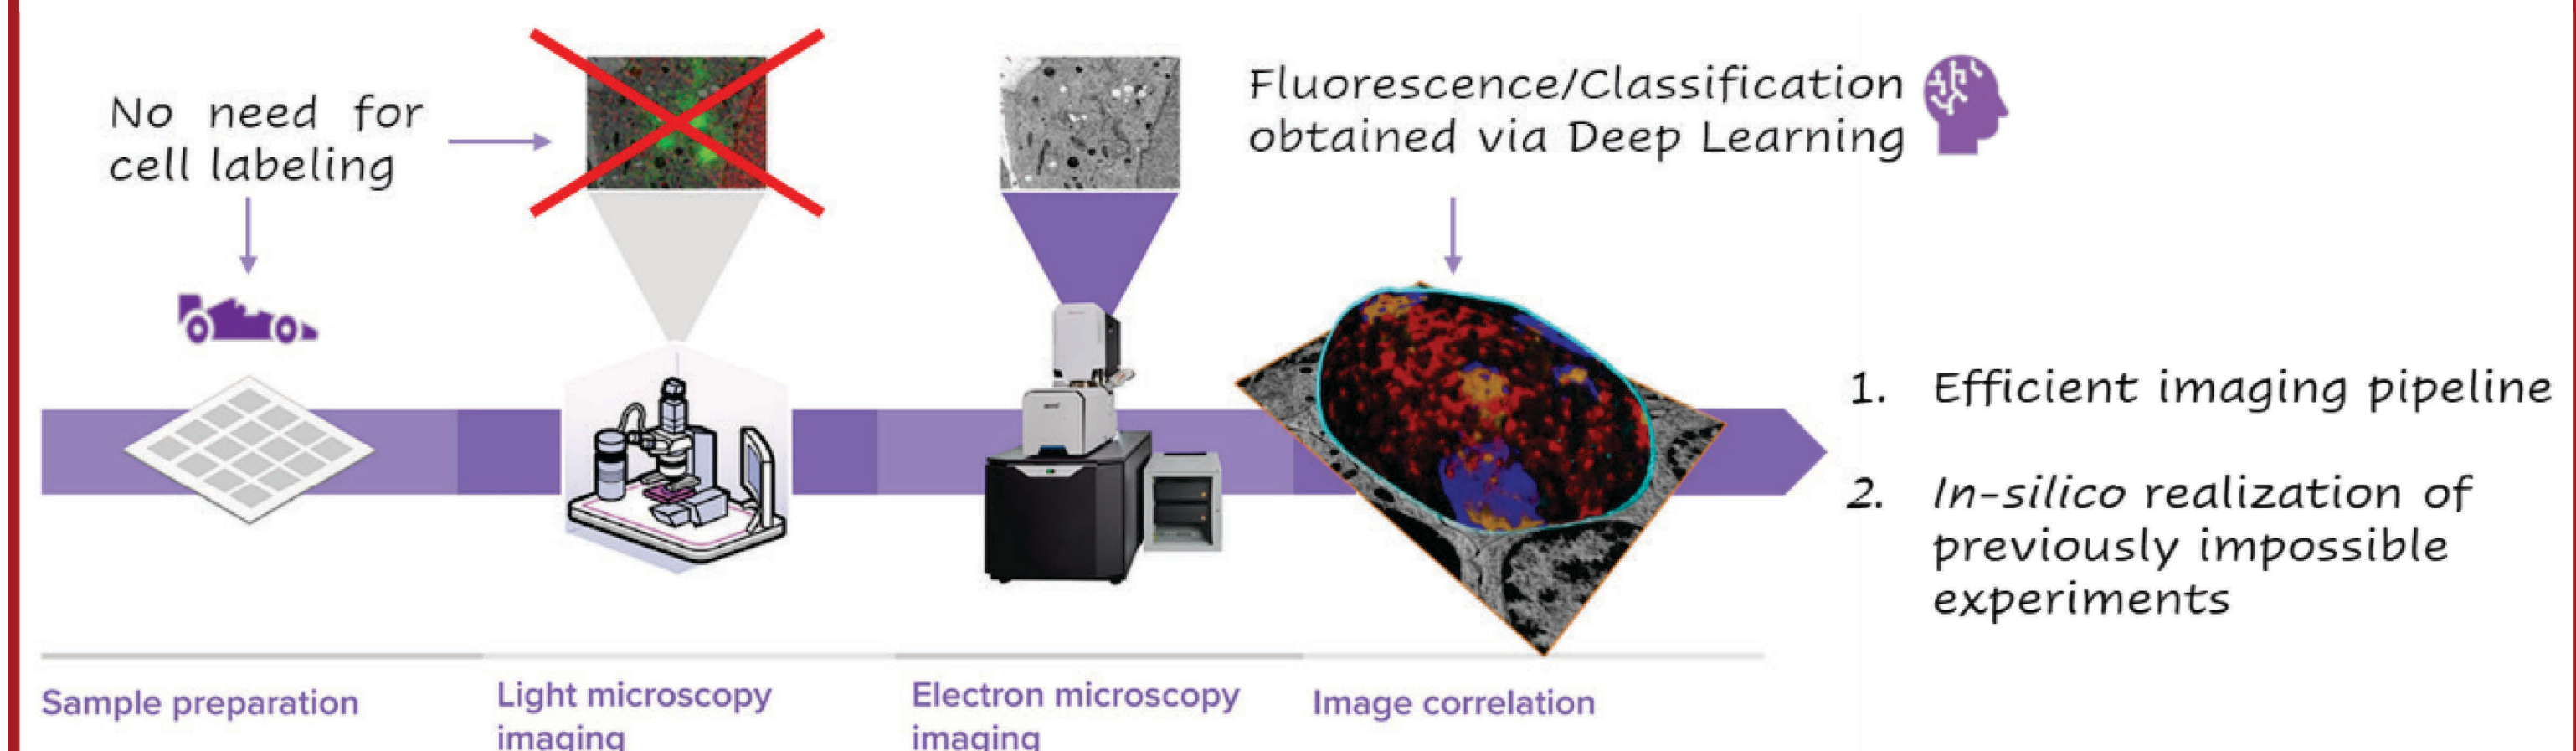 No need for
cell labeling
Fluorescence/Classification
obtained via Deep Learning
1. Efficient imaging pipeline
2. In-silico realization of
previously impossible
experiments
Sample preparation
Light microscopy
imaging
Electron microscopy
imaging
Image correlation